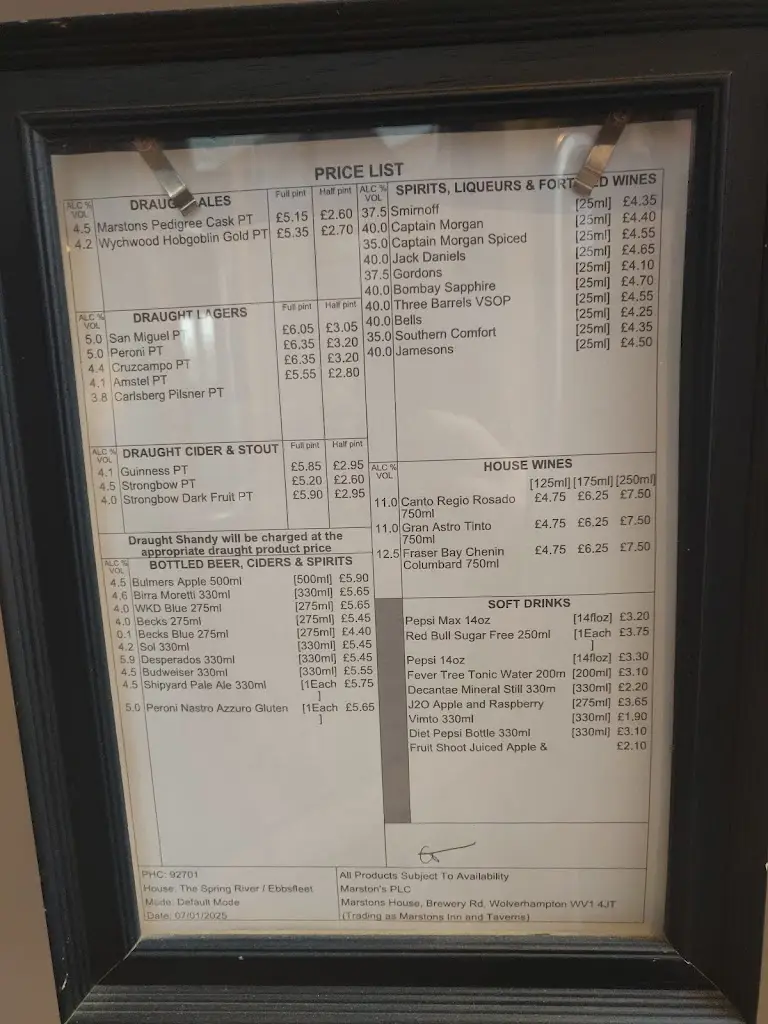 PRICE LIST
ALC % VOL DRAUG ALES Full pint Half pint
4.5 Marstons Pedigree Cask PT £5.15 £2.60
4.2 Wychwood Hobgoblin Gold PT £5.35 £2.70
ALC % VOL DRAUGHT LAGERS Full pint Half pint
5.0 San Miguel PT £6.05 £3.05
5.0 Peroni PT £6.35 £3.20
4.4 Cruzcampo PT £6.35 £3.20
4.1 Amstel PT £5.55 £2.80
3.8 Carlsberg Pilsner PT
ALC % VOL DRAUGHT CIDER & STOUT Full pint Half pint
4.1 Guinness PT £5.85 £2.95
4.5 Strongbow PT £5.20 £2.60
4.0 Strongbow Dark Fruit PT £5.90 £2.95
Draught Shandy will be charged at the
appropriate draught product price
ALC % VOL BOTTLED BEER, CIDERS & SPIRITS
4.5 Bulmers Apple 500ml [500ml] £5.90
4.6 Birra Moretti 330ml [330ml] £5.65
4.0 WKD Blue 275ml [275ml] £5.65
4.0 Becks 275ml [275ml] £5.45
0.1 Becks Blue 275ml [275ml] £4.40
4.2 Sol 330ml [330ml] £5.45
5.9 Desperados 330ml [330ml] £5.45
4.5 Budweiser 330ml [330ml] £5.55
4.5 Shipyard Pale Ale 330ml [1Each £5.75
]
5.0 Peroni Nastro Azzuro Gluten [1Each £5.65
]
ALC % VOL SPIRITS, LIQUEURS & FORT D WINES
37.5 Smirnoff [25ml] £4.35
40.0 Captain Morgan [25ml] £4.40
35.0 Captain Morgan Spiced [25ml] £4.55
40.0 Jack Daniels [25ml] £4.65
37.5 Gordons [25ml] £4.10
40.0 Bombay Sapphire [25ml] £4.70
40.0 Three Barrels VSOP [25ml] £4.55
40.0 Bells [25ml] £4.25
35.0 Southern Comfort [25ml] £4.35
40.0 Jamesons [25ml] £4.50
ALC % VOL HOUSE WINES
[125ml] [175ml] [250ml]
11.0 Canto Regio Rosado £4.75 £6.25 £7.50
750ml
11.0 Gran Astro Tinto £4.75 £6.25 £7.50
750ml
12.5 Fraser Bay Chenin £4.75 £6.25 £7.50
Columbard 750ml
SOFT DRINKS
Pepsi Max 14oz [14floz] £3.20
Red Bull Sugar Free 250ml [1Each £3.75
]
Pepsi 14oz [14floz] £3.30
Fever Tree Tonic Water 200m [200ml] £3.10
Decantae Mineral Still 330m [330ml] £2.20
J2O Apple and Raspberry [275ml] £3.65
Vimto 330ml [330ml] £1.90
Diet Pepsi Bottle 330ml [330ml] £3.10
Fruit Shoot Juiced Apple & £2.10
PHC: 92701
House: The Spring River / Ebbsfleet
Mode: Default Mode
Date: 07/01/2025
All Products Subject To Availability
Marston's PLC
Marstons House, Brewery Rd, Wolverhampton WV1 4JT
(Trading as Marstons Inn and Taverns)